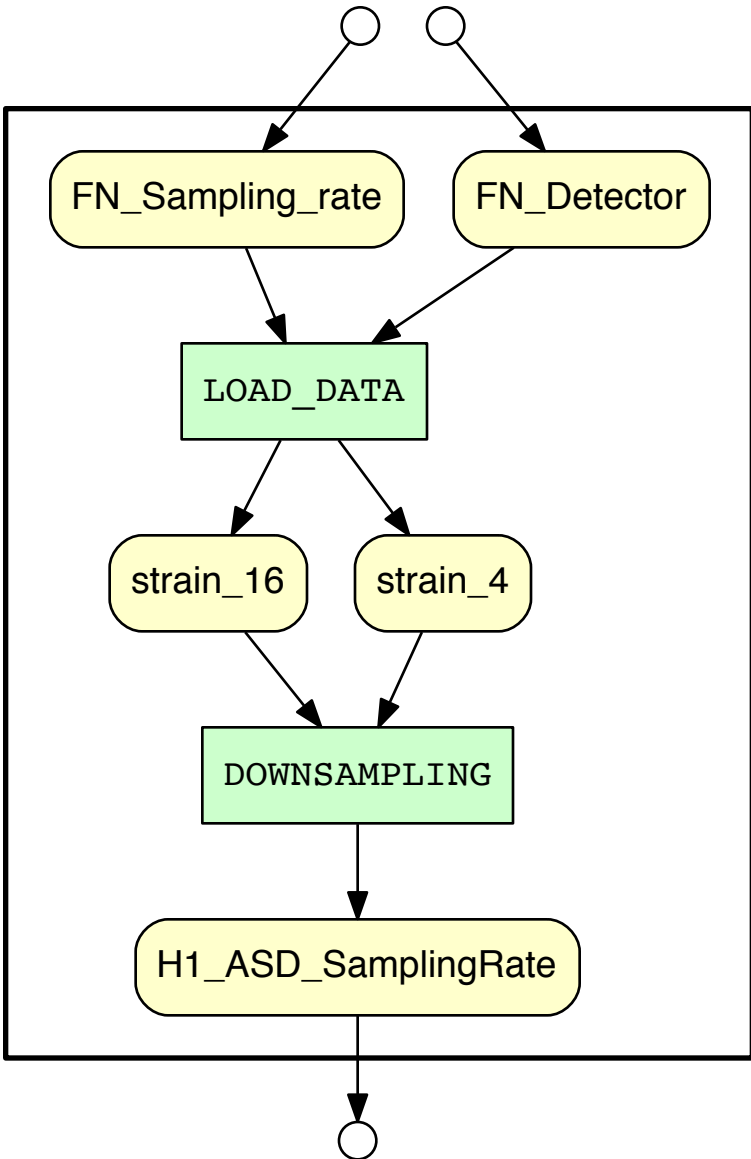 FN_Sampling_rate
FN_Detector
LOAD_DATA
strain_16
strain_4
DOWNSAMPLING
H1_ASD_SamplingRate